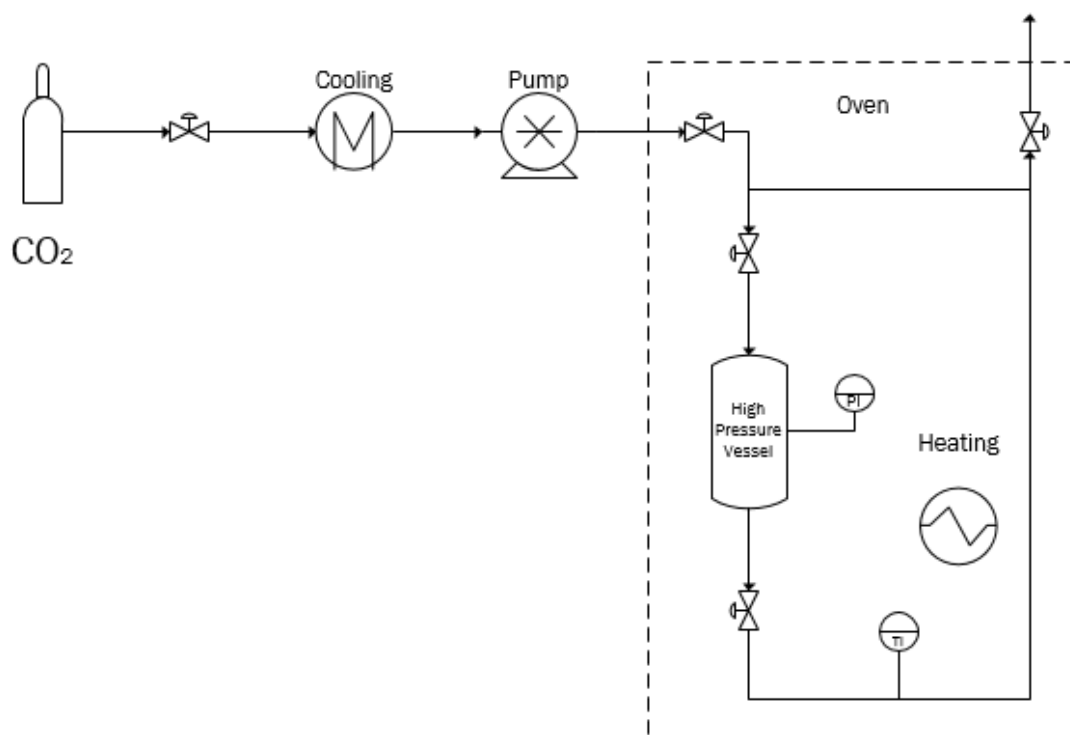 Cooling
Pump
Oven
CO₂
High
Pressure
Vessel
PI
Heating
TI